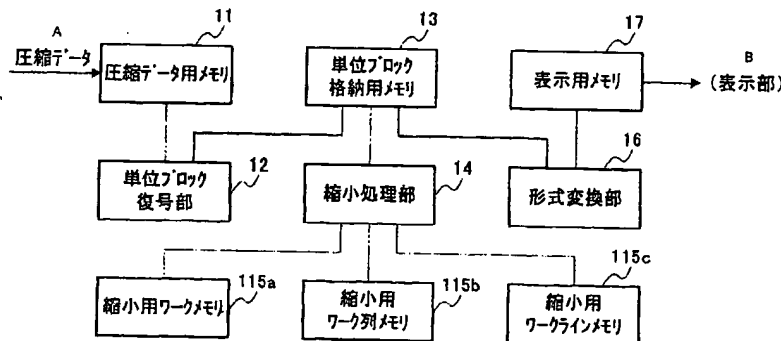 A
圧縮データ
11
圧縮データ用メモリ
13
単位ブロック
格納用メモリ
17
表示用メモリ
B
(表示部)
単位ブロック
復号部
12
縮小処理部
14
16
形式変換部
縮小用ワークメモリ
115a
縮小用
ワーク列メモリ
115b
縮小用
ワークラインメモリ
115c